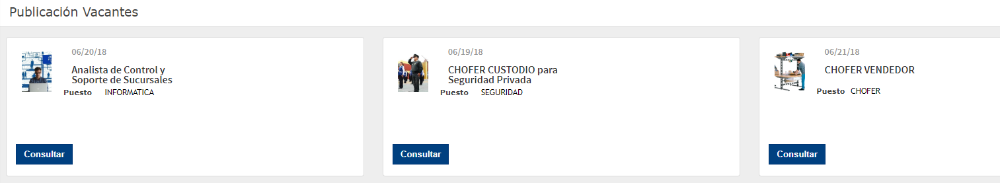 Publicación Vacantes
06/20/18
Analista de Control y
Soporte de Sucursales
Puesto INFORMATICA
Consultar
06/19/18
CHOFER CUSTODIO para
Seguridad Privada
Puesto SEGURIDAD
Consultar
06/21/18
CHOFER VENDEDOR
Puesto CHOFER
Consultar